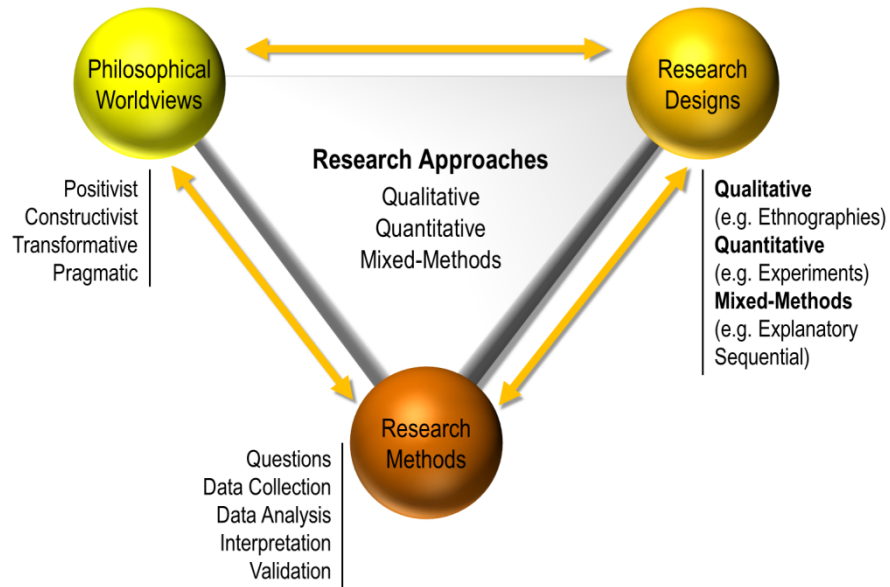 Philosophical
Worldviews
Research
Designs
Research Approaches
Qualitative
Quantitative
Mixed-Methods
Positivist
Constructivist
Transformative
Pragmatic
Qualitative
(e.g. Ethnographies)
Quantitative
(e.g. Experiments)
Mixed-Methods
(e.g. Explanatory
Sequential)
Research
Methods
Questions
Data Collection
Data Analysis
Interpretation
Validation